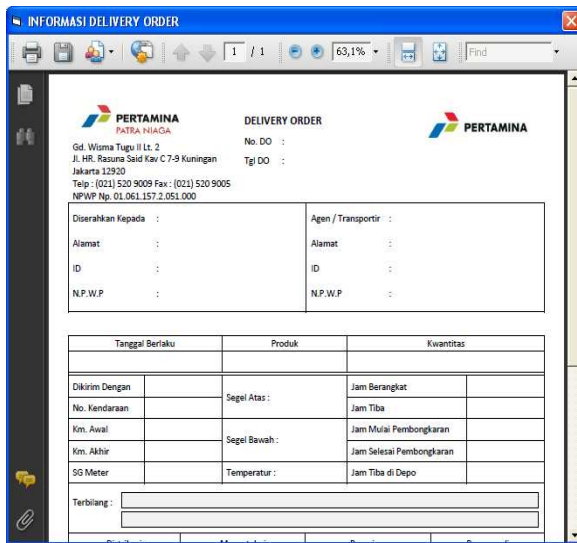 INFORMASI DELIVERY ORDER
1 / 1 63,1% Find
PERTAMINA
PATRA NIAGA
DELIVERY ORDER
PERTAMINA
No. DO :
Tgl DO :
Gd. Wisma Tugu II Lt. 2
Jl. HR. Rasuna Said Kav C 7-9 Kuningan
Jakarta 12920
Telp : (021) 520 9009 Fax : (021) 520 9005
NPWP Np. 01.061.157.2.051.000
Diserahkan Kepada : Agen / Transportir :
Alamat : Alamat :
ID : ID :
N.P.W.P : N.P.W.P :
Tanggal Berlaku Produk Kwantitas
Dikirim Dengan Segel Atas : Jam Berangkat
No. Kendaraan Jam Tiba
Km. Awal Segel Bawah : Jam Mulai Pembongkaran
Km. Akhir Jam Selesai Pembongkaran
SG Meter Temperatur : Jam Tiba di Depo
Terbilang :